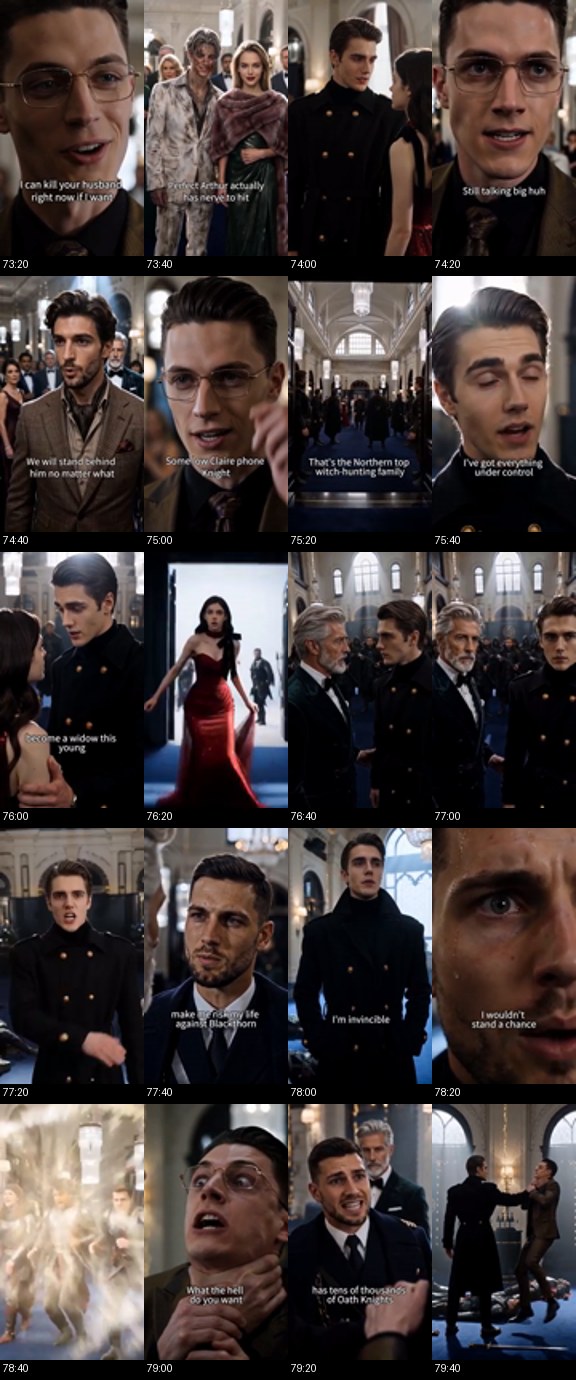 I can kill your husband
right now if I want
Perfect Arthur actually
has nerve to hit
Still talking big huh
73:20
73:40
74:00
74:20
We will stand behind
him no matter what
Some low Claire phone
Knight
That's the Northern top
witch-hunting family
I've got everything
under control
74:40
75:00
75:20
75:40
become a widow this
young
76:00
76:20
76:40
77:00
make me risk my life
against Blackthorn
I'm invincible
I wouldn't
stand a chance
77:20
77:40
78:00
78:20
What the hell
do you want
has tens of thousands
of Oath Knights
78:40
79:00
79:20
79:40